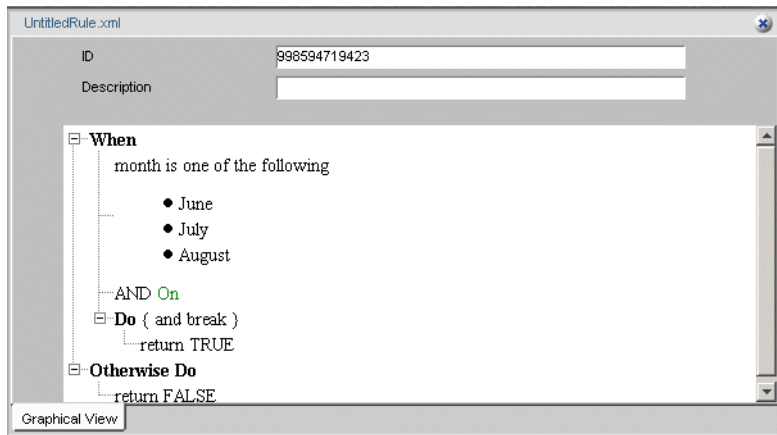 UntitledRule.xml
ID 998594719423
Description
When
month is one of the following
June
July
August
AND On
Do { and break }
return TRUE
Otherwise Do
return FALSE
Graphical View